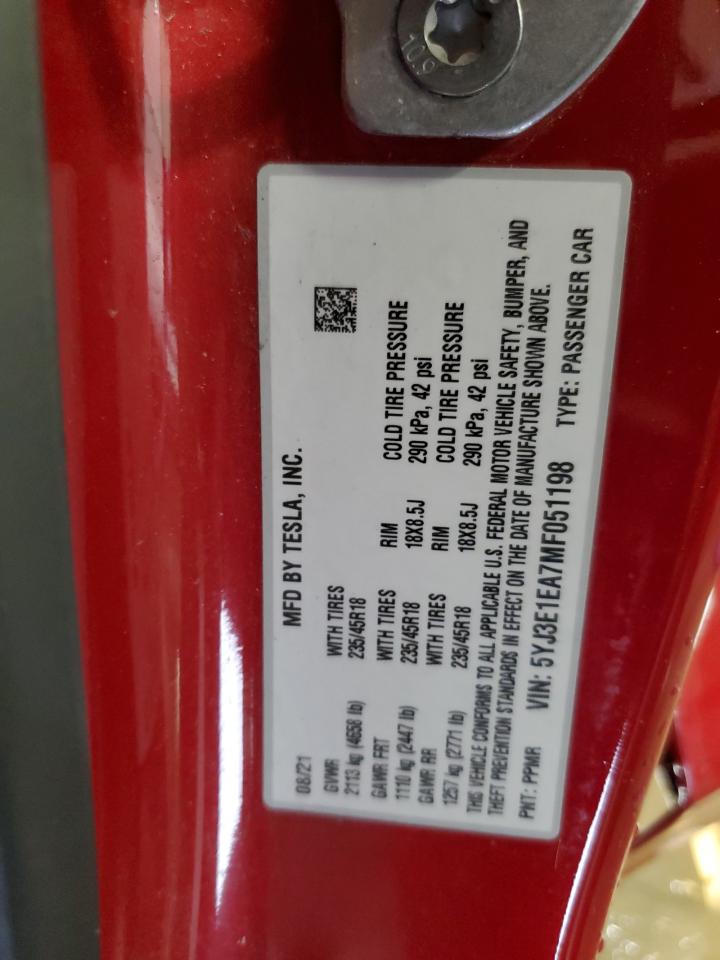 109
08/21 MFD BY TESLA, INC.
GVWR WITH TIRES
2113 kg (4658 lb) 235/45R18
GAWR FRT WITH TIRES RIM COLD TIRE PRESSURE
1110 kg (2447 lb) 235/45R18 18X8.5J 290 kPa, 42 psi
GAWR RR WITH TIRES RIM COLD TIRE PRESSURE
1257 kg (2771 lb) 235/45R18 18X8.5J 290 kPa, 42 psi
THIS VEHICLE CONFORMS TO ALL APPLICABLE U.S. FEDERAL MOTOR VEHICLE SAFETY, BUMPER, AND
THEFT PREVENTION STANDARDS IN EFFECT ON THE DATE OF MANUFACTURE SHOWN ABOVE.
PNT: PPMR VIN: 5YJ3E1EA7MF051198 TYPE: PASSENGER CAR